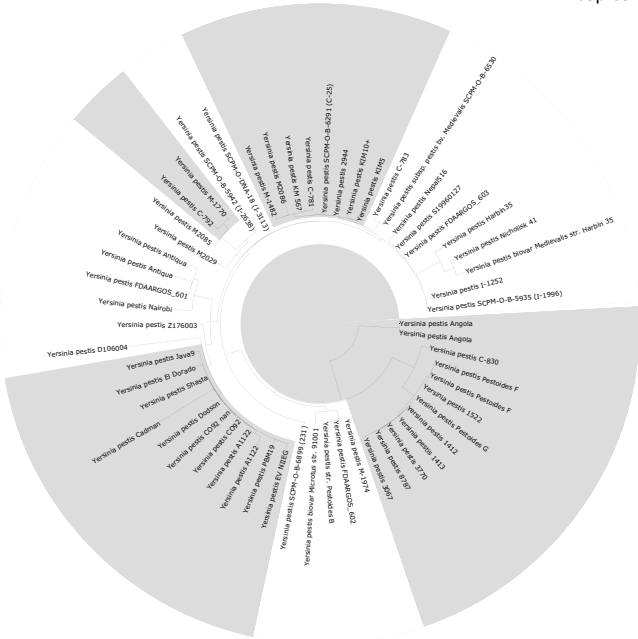 Yersinia pestis subsp. pestis bv. Medievalis SCPM-O-B-6530
Yersinia pestis Nepal516
Yersinia pestis S19960127
Yersinia pestis FDAARGOS_603
Yersinia pestis Harbin35
Yersinia pestis Nicholisk 41
Yersinia pestis biovar Medievalis str. Harbin 35
Yersinia pestis I-1252
Yersinia pestis SCPM-O-B-5935 (I-1996)
Yersinia pestis Angola
Yersinia pestis Angola
Yersinia pestis C-830
Yersinia pestis Pestoides F
Yersinia pestis Pestoides F
Yersinia pestis 1522
Yersinia pestis Pestoides G
Yersinia pestis 1412
Yersinia pestis 1413
Yersinia pestis 3770
Yersinia pestis 8787
Yersinia pestis 3067
Yersinia pestis M-1974
Yersinia pestis FDAARGOS_602
Yersinia pestis str. Pestoides B
Yersinia pestis biovar Microtus str. 91001
Yersinia pestis SCPM-O-B-6899 (231)
Yersinia pestis EV NIIEG
Yersinia pestis PBM19
Yersinia pestis A1122
Yersinia pestis A1122
Yersinia pestis CO92
Yersinia pestis CO92 nan
Yersinia pestis Dodson
Yersinia pestis Cadman
Yersinia pestis Shasta
Yersinia pestis El Dorado
Yersinia pestis Java9
Yersinia pestis D106004
Yersinia pestis Z176003
Yersinia pestis Nairobi
Yersinia pestis FDAARGOS_601
Yersinia pestis Antiqua
Yersinia pestis Antiqua
Yersinia pestis M2029
Yersinia pestis M2085
Yersinia pestis C-792
Yersinia pestis M-1770
Yersinia pestis SCPM-O-B-5942 (I-2638)
Yersinia pestis SCPM-O-DNA-18 (I-3113)
Yersinia pestis M-1482
Yersinia pestis M2086
Yersinia pestis KM 567
Yersinia pestis C-781
Yersinia pestis SCPM-O-B-6291 (C-25)
Yersinia pestis 2944
Yersinia pestis KIM10+
Yersinia pestis KIM5
Yersinia pestis C-783